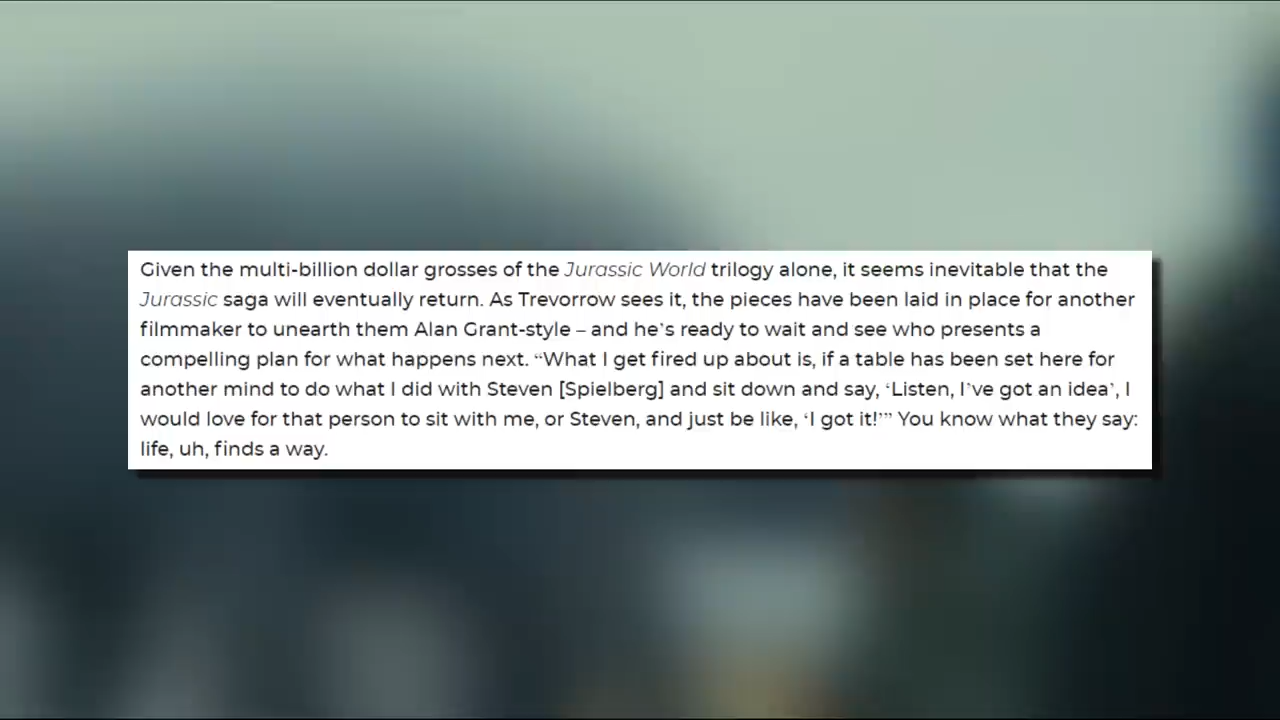 Given the multi-billion dollar grosses of the Jurassic World trilogy alone, it seems inevitable that the
Jurassic saga will eventually return. As Trevorrow sees it, the pieces have been laid in place for another
filmmaker to unearth them Alan Grant-style – and he’s ready to wait and see who presents a
compelling plan for what happens next. “What I get fired up about is, if a table has been set here for
another mind to do what I did with Steven [Spielberg] and sit down and say, ‘Listen, I’ve got an idea’, I
would love for that person to sit with me, or Steven, and just be like, ‘I got it!’” You know what they say:
life, uh, finds a way.